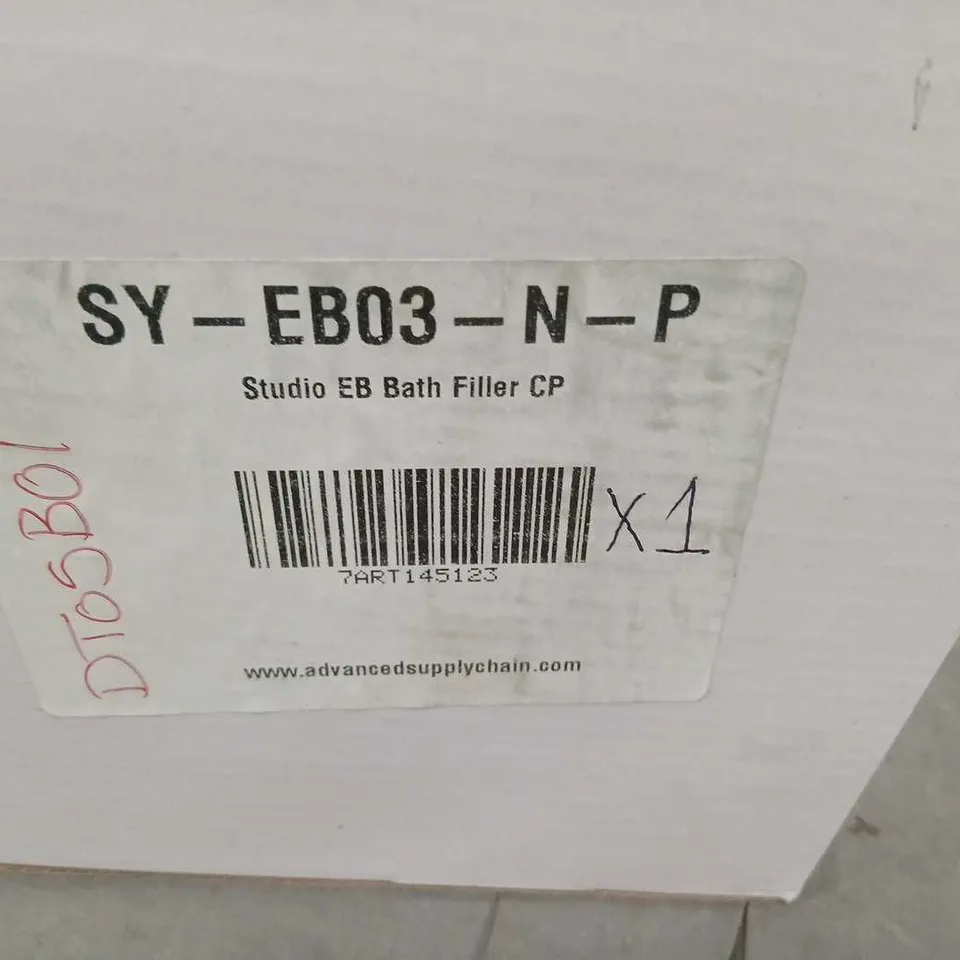 SY-EB03-N-P
Studio EB Bath Filler CP
X1
7ART145123
www.advancedsupplychain.com
DT05B01